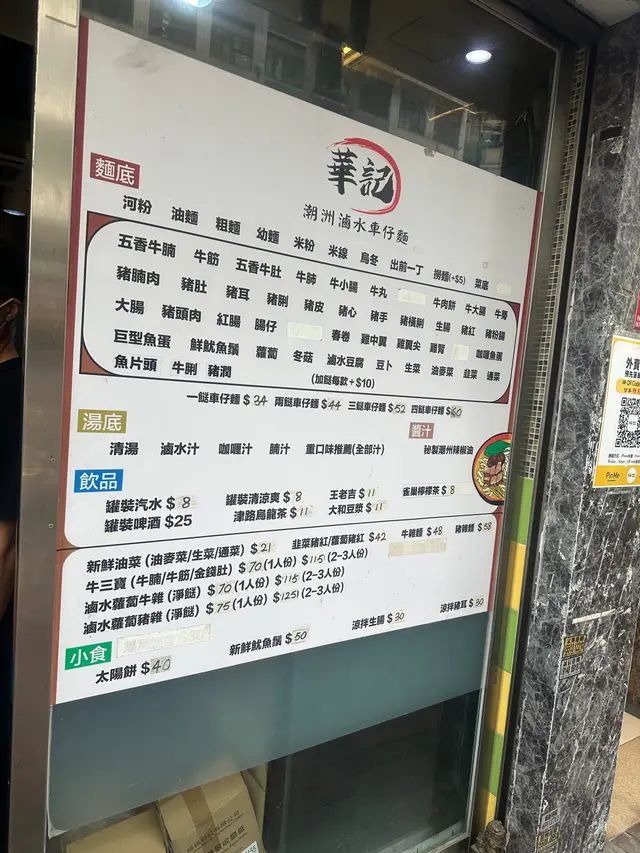 華記
潮洲滷水車仔麵
麵底
河粉 油麵 粗麵 幼麵 米粉 米線 烏冬 出前一丁 撈麵(+$5) 菜底
五香牛腩 牛筋 五香牛肚 牛肺 牛小腸 牛丸 牛肉餅 牛大腸 牛膏
豬腩肉 豬肚 豬耳 豬脷 豬皮 豬心 豬手 豬橫脷 生腸 豬紅 豬粉腸
大腸 豬頭肉 紅腸 腸仔 春卷 雞中翼 雞翼尖 雞腎 咖喱魚蛋
巨型魚蛋 鮮魷魚鬚 蘿蔔 冬菇 滷水豆腐 豆卜 生菜 油麥菜 韭菜 通菜
魚片頭 牛脷 豬潤 (加餸每款+$10)
一餸車仔麵 $34 兩餸車仔麵 $44 三餸車仔麵 $52 四餸車仔麵 $60
湯底
清湯 滷水汁 咖喱汁 腩汁 重口味推薦(全部汁)
醬汁
秘製潮州辣椒油
飲品
罐裝汽水 $8 罐裝清涼爽 $8 王老吉 $11 雀巢檸檬茶 $8
罐裝啤酒 $25 津路烏龍茶 $11 大和豆漿 $11
新鮮油菜 (油麥菜/生菜/通菜) $21 韮菜豬紅/蘿蔔豬紅 $42 牛雜麵 $48 豬雜麵 $58
牛三寶 (牛腩/牛筋/金錢肚) $70 (1人份) $115 (2-3人份)
滷水蘿蔔牛雜 (淨餸) $70 (1人份) $115 (2-3人份)
滷水蘿蔔豬雜 (淨餸) $75 (1人份) $125 (2-3人份)
小食
太陽餅 $40 新鮮魷魚鬚 $50 涼拌生腸 $30 涼拌豬耳 $30
外賣
QR Code